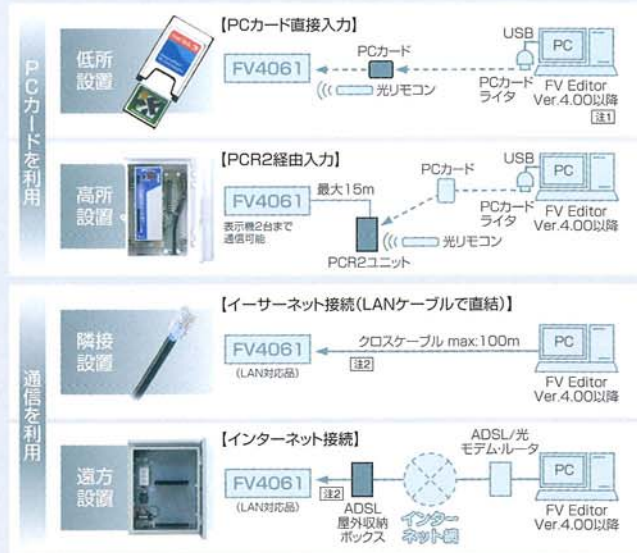 PCカードを利用
低所
設置
【PCカード直接入力】
FV4061
PCカード
光リモコン
USB
PC
PCカード
ライタ
FV Editor
Ver.4.00以降
注1
高所
設置
【PCR2経由入力】
FV4061
最大15m
表示機2台まで
通信可能
PCR2ユニット
PCカード
光リモコン
USB
PC
PCカード
ライタ
FV Editor
Ver.4.00以降
通信を利用
隣接
設置
【イーサーネット接続(LANケーブルで直結)】
FV4061
(LAN対応品)
クロスケーブル max:100m
注2
PC
FV Editor
Ver.4.00以降
遠方
設置
【インターネット接続】
FV4061
(LAN対応品)
注2
ADSL
屋外収納
ボックス
インター
ネット網
ADSL/光
モデム・ルータ
PC
FV Editor
Ver.4.00以降